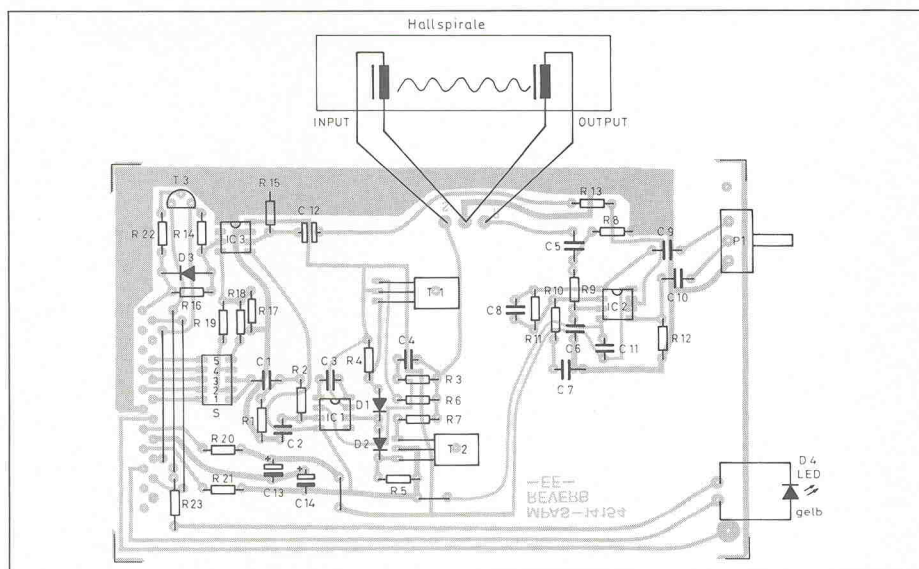 Hallspirale
INPUT
OUTPUT
T3
R15
R13
C12
R8
C9
R22
R14
IC3
C5
P1
D3
T1
C10
R16
R9
R10
IC2
R18
C8
R17
R19
R11
C6
C11
R12
R4
C4
5
4
3
2
1
S
C1
R2
C3
R3
C7
D1
R6
R1
IC1
R7
C2
D2
T2
R20
D4
LED
R5
C13
C14
R21
R23
gelb
-EE-
REVERB
MPAS-14154